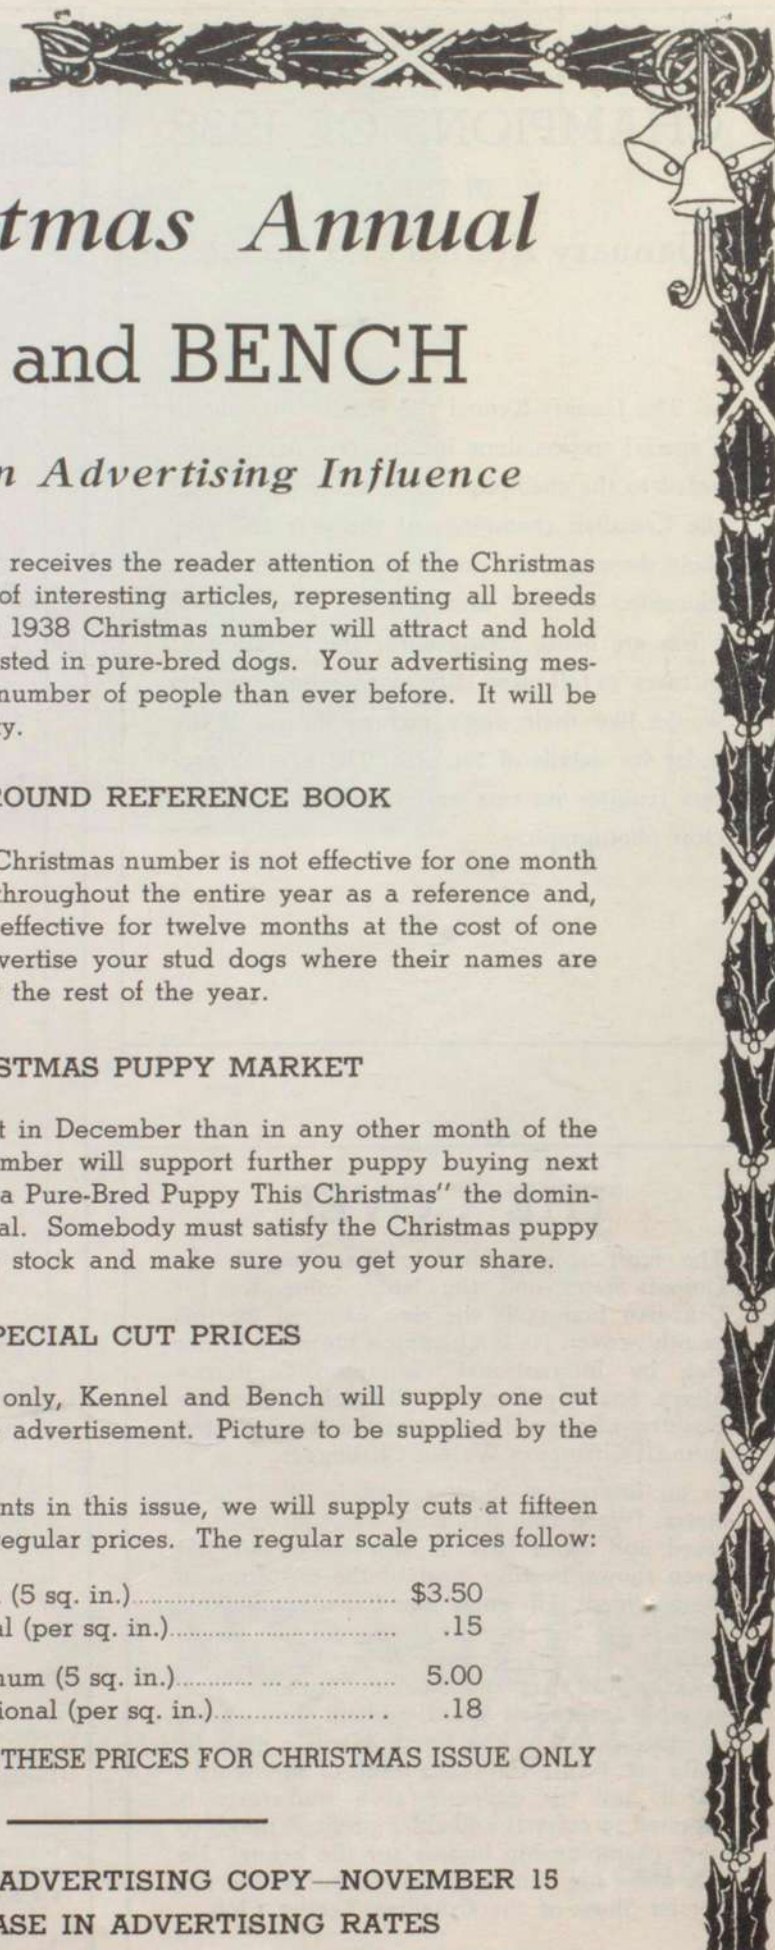 tmas Annual
and BENCH
n Advertising Influence
receives the reader attention of the Christmas
of interesting articles, representing all breeds
1938 Christmas number will attract and hold
sted in pure-bred dogs. Your advertising mes-
number of people than ever before. It will be
y.
ROUND REFERENCE BOOK
Christmas number is not effective for one month
throughout the entire year as a reference and,
effective for twelve months at the cost of one
vertise your stud dogs where their names are
the rest of the year.
STMAS PUPPY MARKET
t in December than in any other month of the
mber will support further puppy buying next
a Pure-Bred Puppy This Christmas" the domin-
al. Somebody must satisfy the Christmas puppy
stock and make sure you get your share.
PECIAL CUT PRICES
only, Kennel and Bench will supply one cut
advertisement. Picture to be supplied by the
nts in this issue, we will supply cuts at fifteen
egular prices. The regular scale prices follow:
(5 sq. in.) $3.50
al (per sq. in.) .15
num (5 sq. in.) 5.00
ional (per sq. in.) .18
THESE PRICES FOR CHRISTMAS ISSUE ONLY
ADVERTISING COPY—NOVEMBER 15
ASE IN ADVERTISING RATES